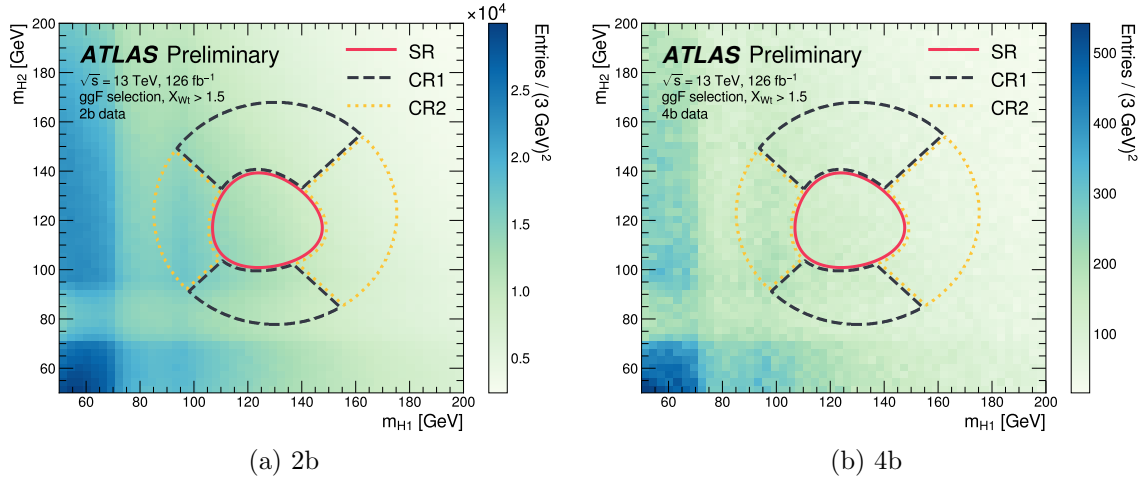 ×10⁴
ATLAS Preliminary
√s = 13 TeV, 126 fb⁻¹
ggF selection, X_Wt > 1.5
2b data
SR
CR1
CR2
m_H2 [GeV]
200
180
160
140
120
100
80
60
60 80 100 120 140 160 180 200
m_H1 [GeV]
2.5
2.0
1.5
1.0
0.5
Entries / (3 GeV)²
(a) 2b
ATLAS Preliminary
√s = 13 TeV, 126 fb⁻¹
ggF selection, X_Wt > 1.5
4b data
SR
CR1
CR2
m_H2 [GeV]
200
180
160
140
120
100
80
60
60 80 100 120 140 160 180 200
m_H1 [GeV]
500
400
300
200
100
Entries / (3 GeV)²
(b) 4b